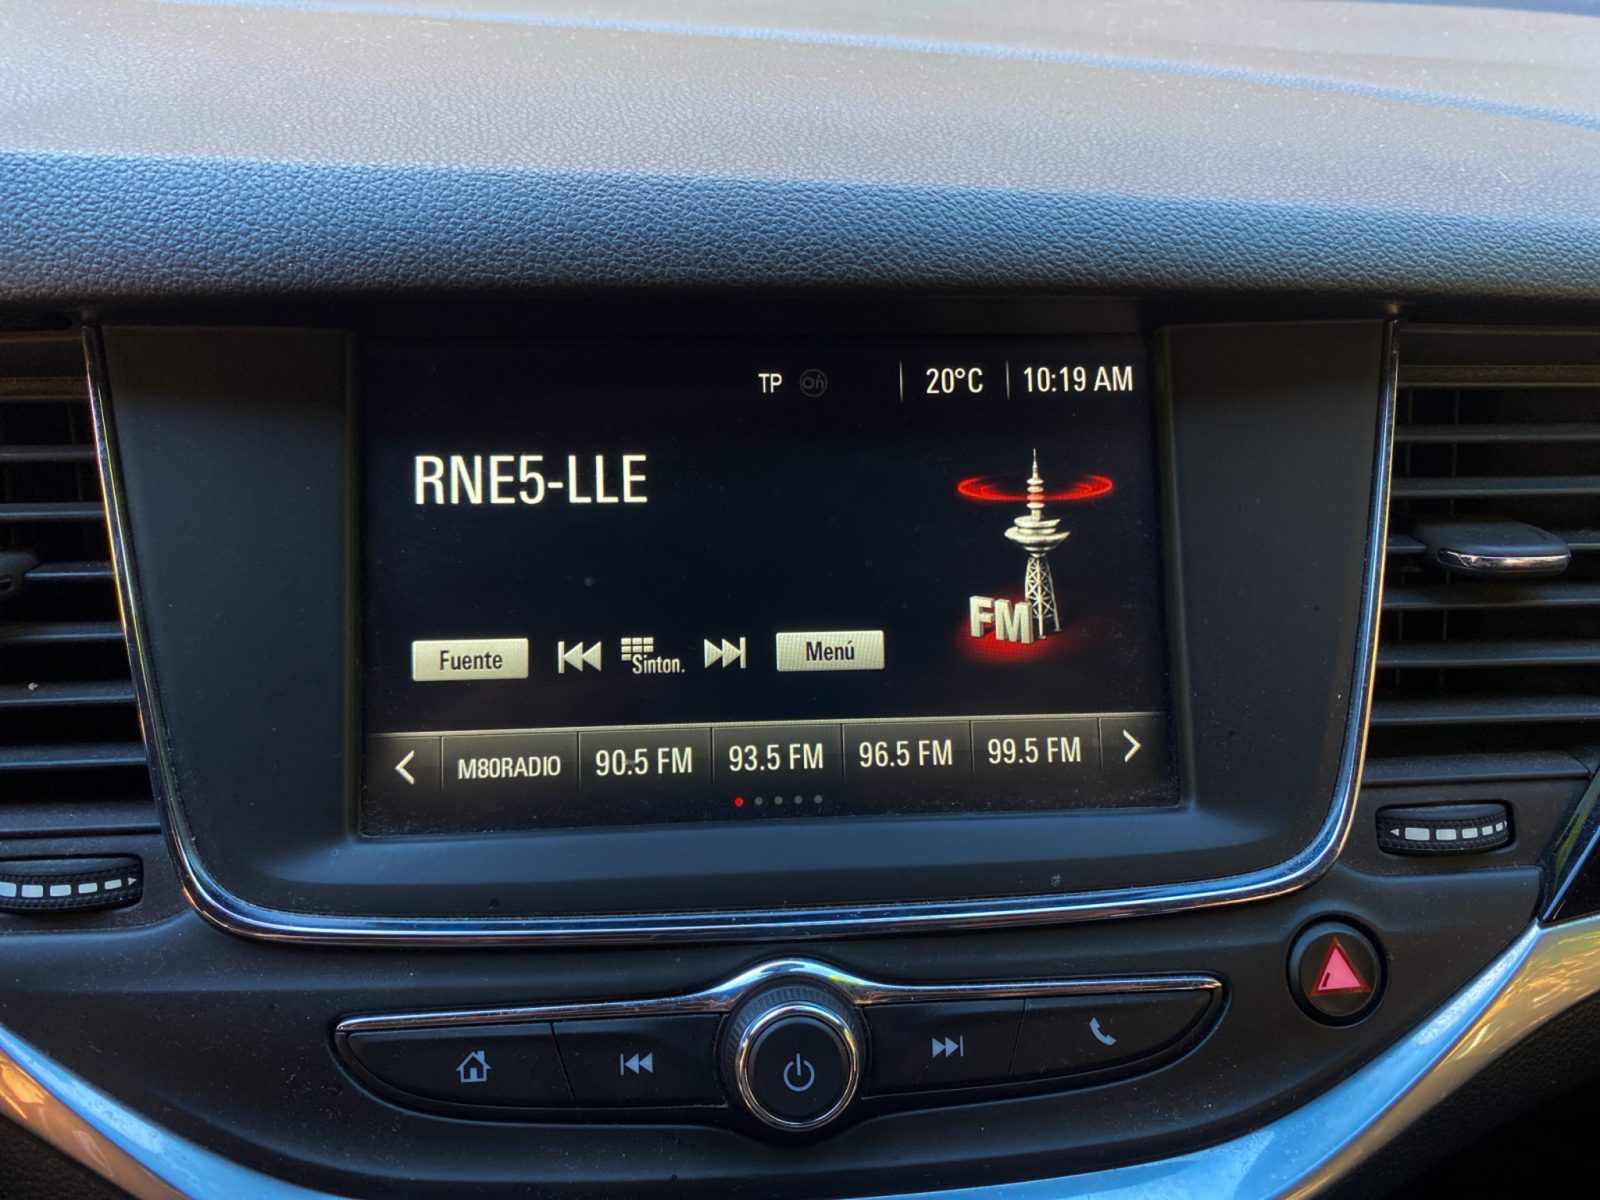 TP On 20°C 10:19 AM
RNE5-LLE
FM
Fuente Sinton. Menú
M80RADIO 90.5 FM 93.5 FM 96.5 FM 99.5 FM